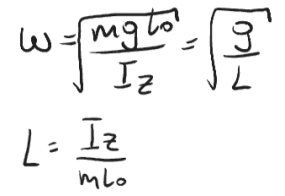 ω = √(mgL₀ / I_z) = √(g / L)
L = I_z / mL₀